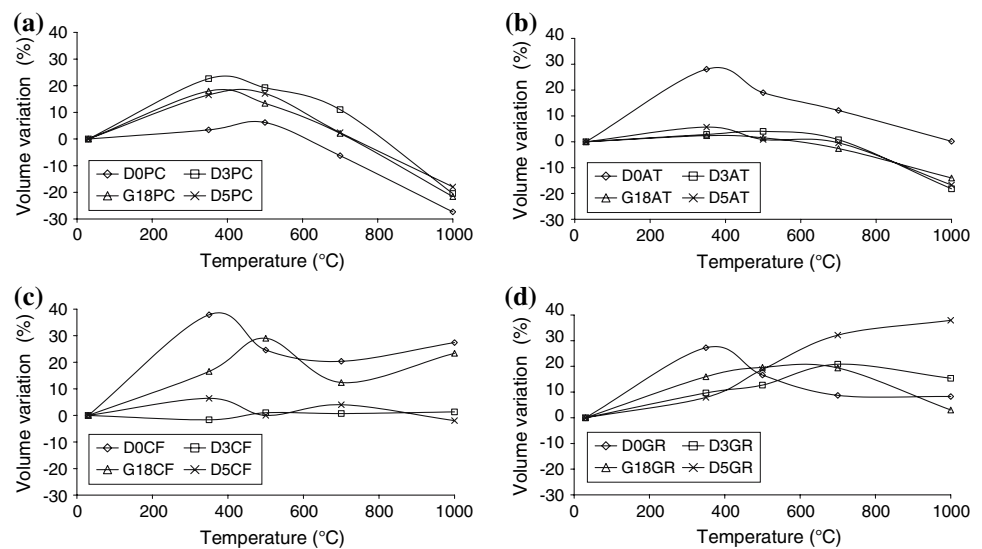 (a)
Volume variation (%)
40
30
20
10
0
-10
-20
-30
D0PC D3PC
G18PC D5PC
0 200 400 600 800 1000
Temperature (°C)
(b)
Volume variation (%)
40
30
20
10
0
-10
-20
-30
D0AT D3AT
G18AT D5AT
0 200 400 600 800 1000
Temperature (°C)
(c)
Volume variation (%)
40
30
20
10
0
-10
-20
-30
D0CF D3CF
G18CF D5CF
0 200 400 600 800 1000
Temperature (°C)
(d)
Volume variation (%)
40
30
20
10
0
-10
-20
-30
D0GR D3GR
G18GR D5GR
0 200 400 600 800 1000
Temperature (°C)